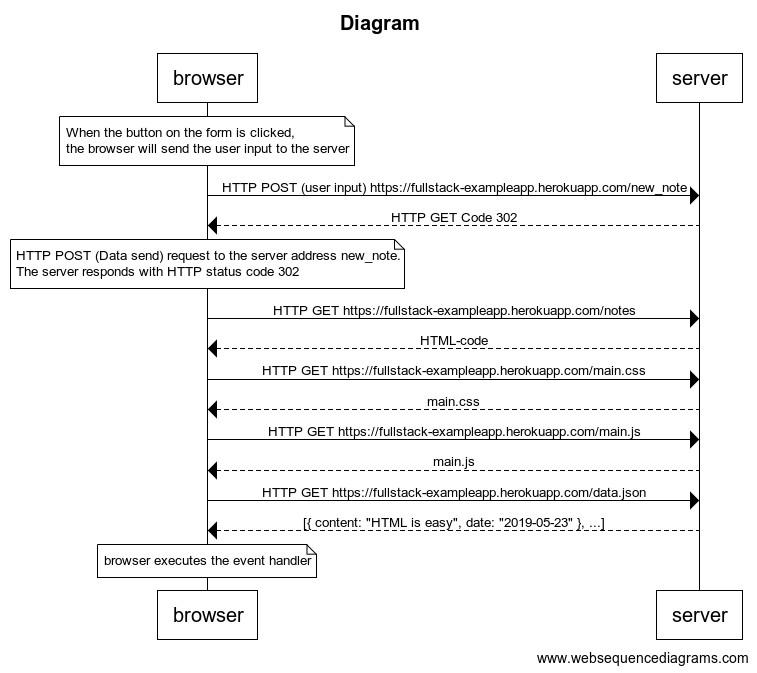 Diagram
browser
server
When the button on the form is clicked,
the browser will send the user input to the server
HTTP POST (user input) https://fullstack-exampleapp.herokuapp.com/new_note
HTTP GET Code 302
HTTP POST (Data send) request to the server address new_note.
The server responds with HTTP status code 302
HTTP GET https://fullstack-exampleapp.herokuapp.com/notes
HTML-code
HTTP GET https://fullstack-exampleapp.herokuapp.com/main.css
main.css
HTTP GET https://fullstack-exampleapp.herokuapp.com/main.js
main.js
HTTP GET https://fullstack-exampleapp.herokuapp.com/data.json
[{ content: "HTML is easy", date: "2019-05-23" }, ...]
browser executes the event handler
browser
server
www.websequencediagrams.com